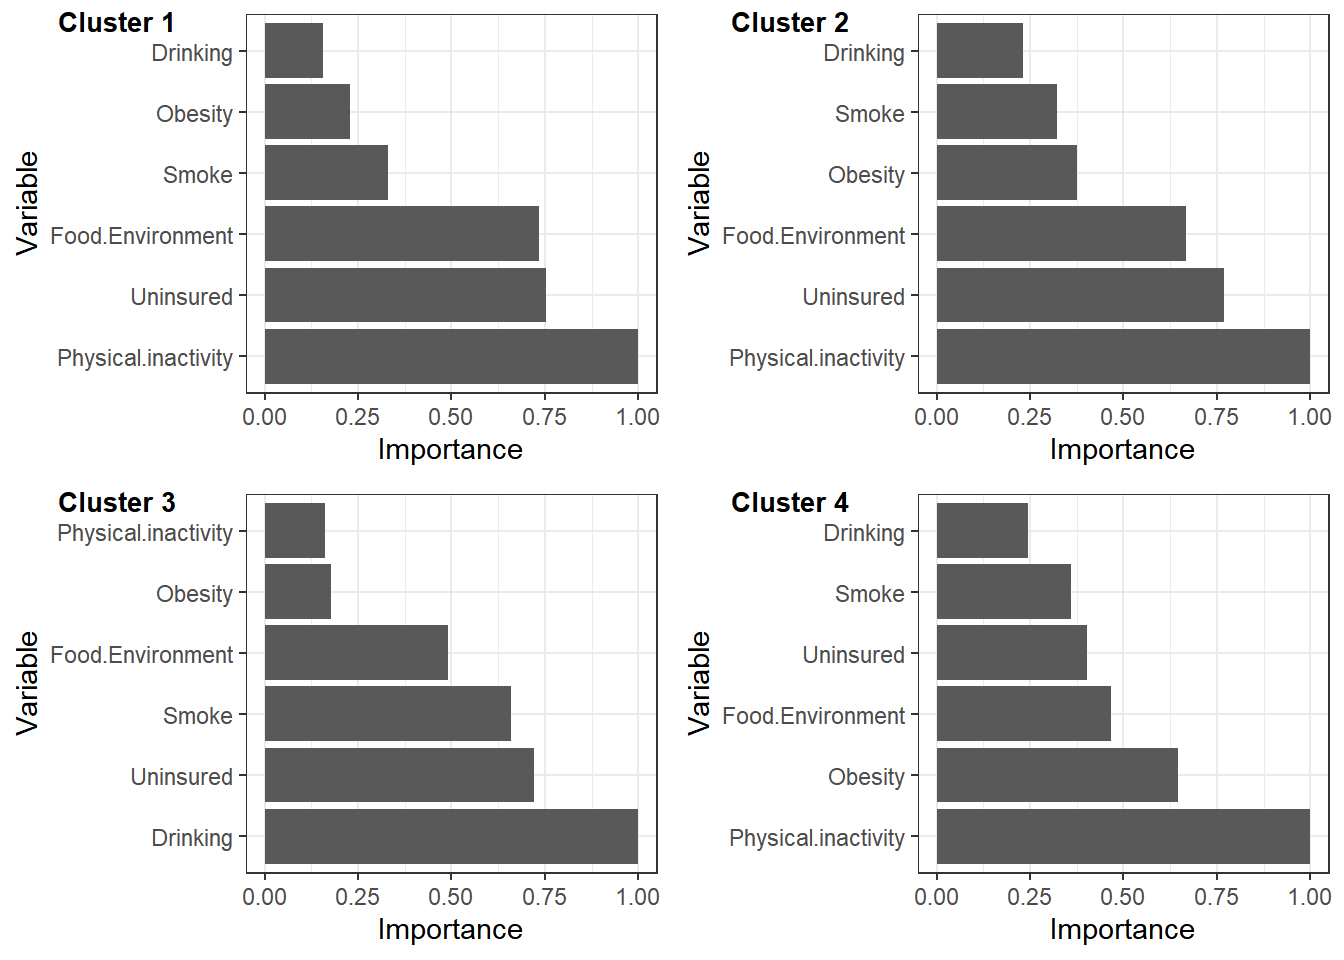 Cluster 1
Variable
Drinking
Obesity
Smoke
Food.Environment
Uninsured
Physical.inactivity
0.00 0.25 0.50 0.75 1.00
Importance
Cluster 2
Variable
Drinking
Smoke
Obesity
Food.Environment
Uninsured
Physical.inactivity
0.00 0.25 0.50 0.75 1.00
Importance
Cluster 3
Variable
Physical.inactivity
Obesity
Food.Environment
Smoke
Uninsured
Drinking
0.00 0.25 0.50 0.75 1.00
Importance
Cluster 4
Variable
Drinking
Smoke
Uninsured
Food.Environment
Obesity
Physical.inactivity
0.00 0.25 0.50 0.75 1.00
Importance